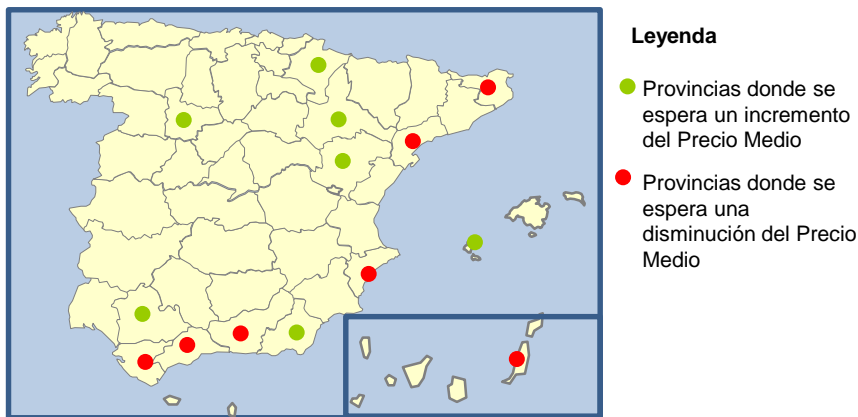 Leyenda
Provincias donde se
espera un incremento
del Precio Medio
Provincias donde se
espera una
disminución del Precio
Medio